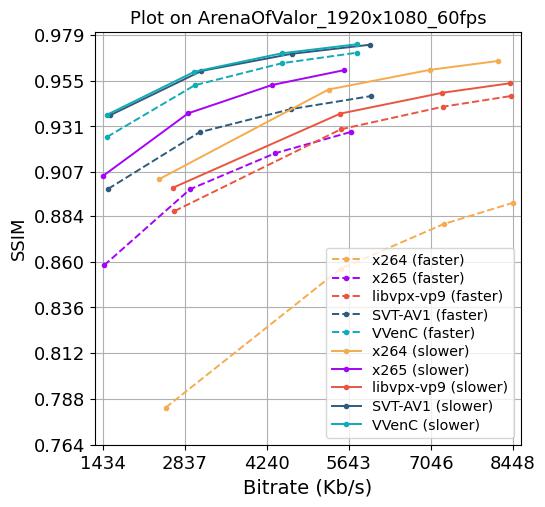 Plot on ArenaOfValor_1920x1080_60fps
0.979
0.955
0.931
0.907
0.884
0.860
0.836
0.812
0.788
0.764
SSIM
x264 (faster)
x265 (faster)
libvpx-vp9 (faster)
SVT-AV1 (faster)
VVenC (faster)
x264 (slower)
x265 (slower)
libvpx-vp9 (slower)
SVT-AV1 (slower)
VVenC (slower)
1434 2837 4240 5643 7046 8448
Bitrate (Kb/s)